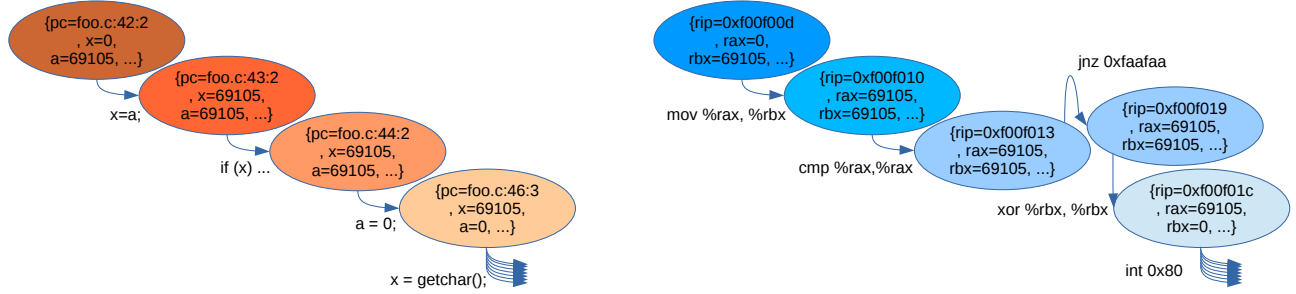 {pc=foo.c:42:2
, x=0,
a=69105, ...}
x=a;
{pc=foo.c:43:2
, x=69105,
a=69105, ...}
if (x) ...
{pc=foo.c:44:2
, x=69105,
a=69105, ...}
a = 0;
{pc=foo.c:46:3
, x=69105,
a=0, ...}
x = getchar();
{rip=0xf00f00d
, rax=0,
rbx=69105, ...}
mov %rax, %rbx
{rip=0xf00f010
, rax=69105,
rbx=69105, ...}
cmp %rax,%rax
{rip=0xf00f013
, rax=69105,
rbx=69105, ...}
jnz 0xfaafaa
{rip=0xf00f019
, rax=69105,
rbx=69105, ...}
xor %rbx, %rbx
{rip=0xf00f01c
, rax=69105,
rbx=0, ...}
int 0x80